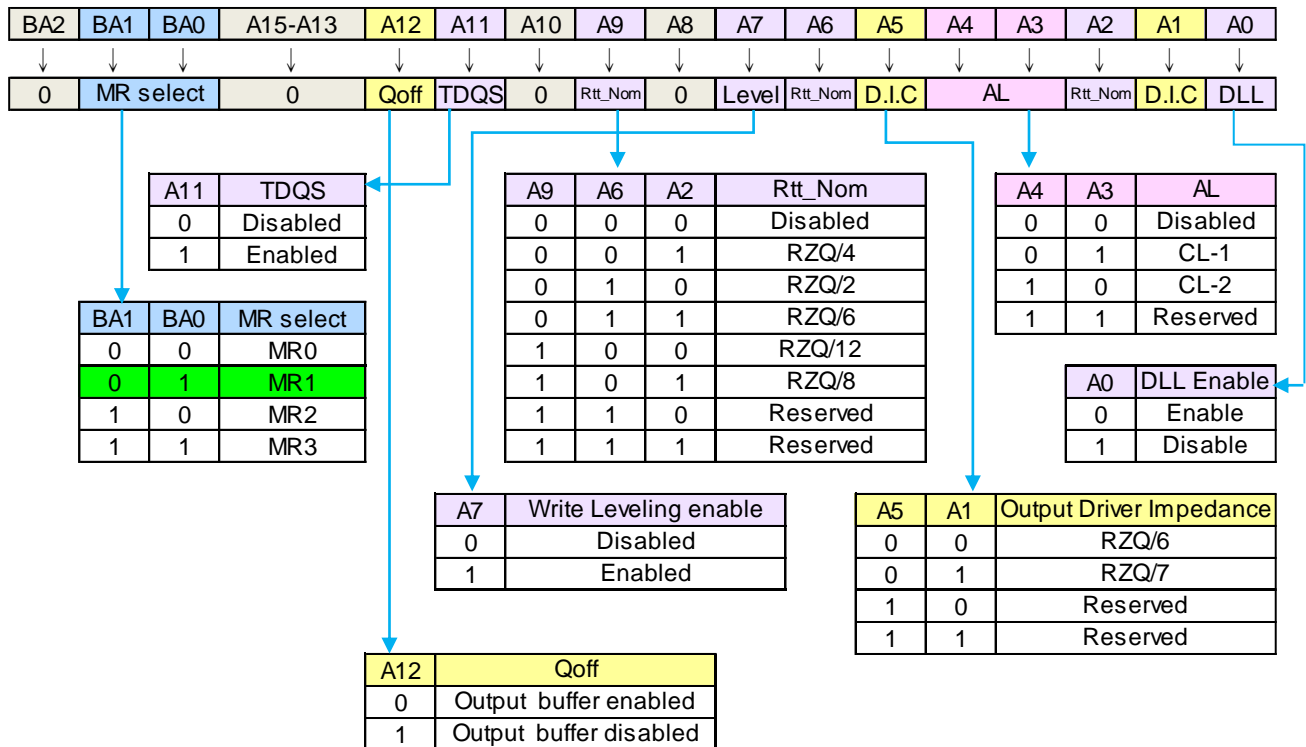 BA2 BA1 BA0 A15-A13 A12 A11 A10 A9 A8 A7 A6 A5 A4 A3 A2 A1 A0
0 MR select 0 Qoff TDQS 0 Rtt_Nom 0 Level Rtt_Nom D.I.C AL Rtt_Nom D.I.C DLL
A11 TDQS
0 Disabled
1 Enabled
A9 A6 A2 Rtt_Nom
0 0 0 Disabled
0 0 1 RZQ/4
0 1 0 RZQ/2
0 1 1 RZQ/6
1 0 0 RZQ/12
1 0 1 RZQ/8
1 1 0 Reserved
1 1 1 Reserved
A4 A3 AL
0 0 Disabled
0 1 CL-1
1 0 CL-2
1 1 Reserved
BA1 BA0 MR select
0 0 MR0
0 1 MR1
1 0 MR2
1 1 MR3
A0 DLL Enable
0 Enable
1 Disable
A7 Write Leveling enable
0 Disabled
1 Enabled
A5 A1 Output Driver Impedance
0 0 RZQ/6
0 1 RZQ/7
1 0 Reserved
1 1 Reserved
A12 Qoff
0 Output buffer enabled
1 Output buffer disabled